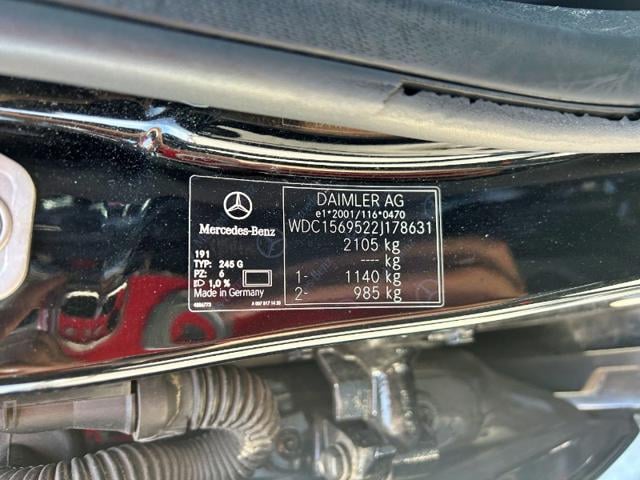 Mercedes-Benz
191
TYP: 245 G
PZ: 6
1,0 %
Made in Germany
DAIMLER AG
e1*2001/116*0470
WDC1569522J178631
2105 kg
---- kg
1- 1140 kg
2- 985 kg